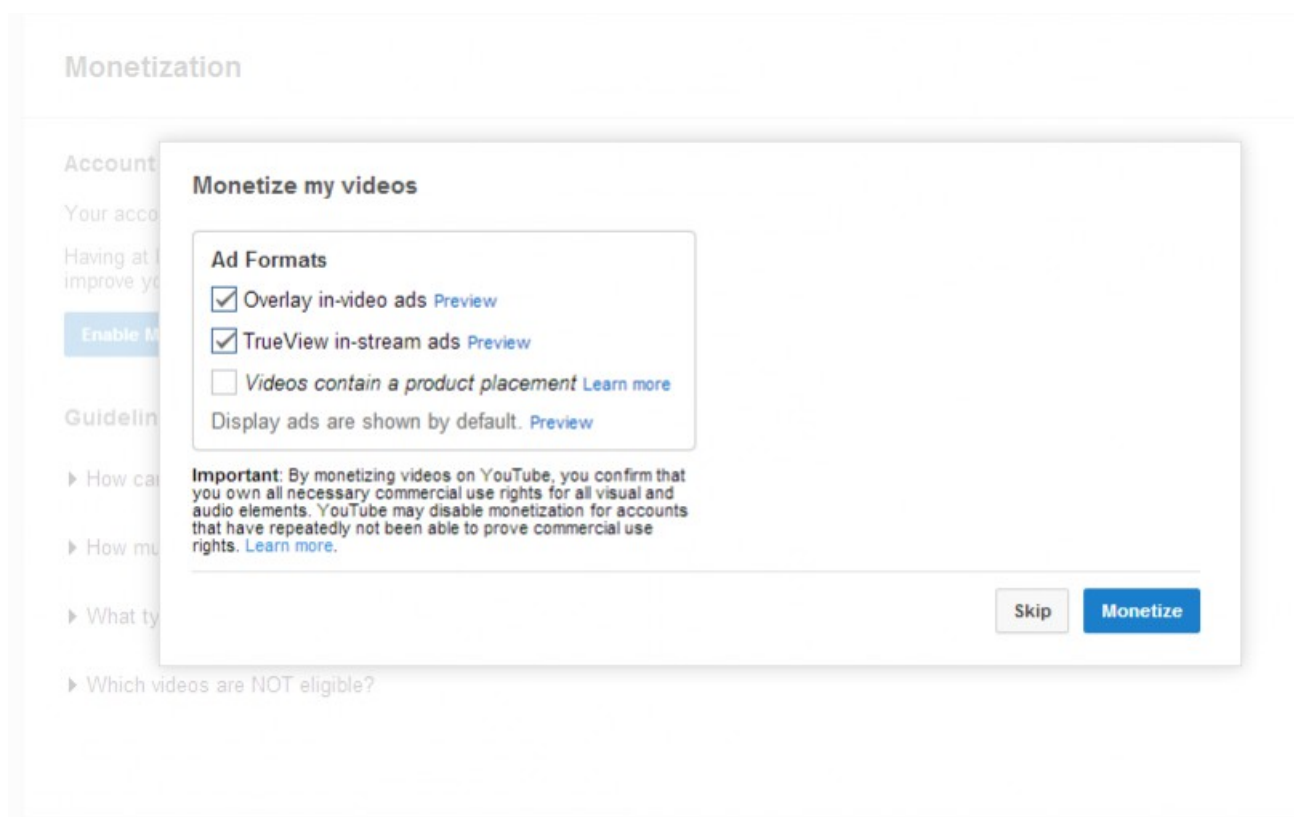 Monetization
Account
Your acco
Having at
improve yo
Enable M
Guidelin
How can
How mu
What ty
Which videos are NOT eligible?
Monetize my videos
Ad Formats
Overlay in-video ads Preview
TrueView in-stream ads Preview
Videos contain a product placement Learn more
Display ads are shown by default. Preview
Important: By monetizing videos on YouTube, you confirm that
you own all necessary commercial use rights for all visual and
audio elements. YouTube may disable monetization for accounts
that have repeatedly not been able to prove commercial use
rights. Learn more.
Skip
Monetize